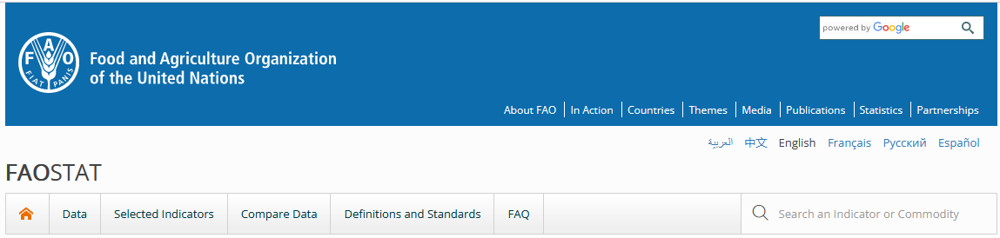 powered by Google
FAO
FIAT PANIS
Food and Agriculture Organization
of the United Nations
About FAO | In Action | Countries | Themes | Media | Publications | Statistics | Partnerships
العربية 中文 English Français Русский Español
FAOSTAT
Data Selected Indicators Compare Data Definitions and Standards FAQ Search an Indicator or Commodity